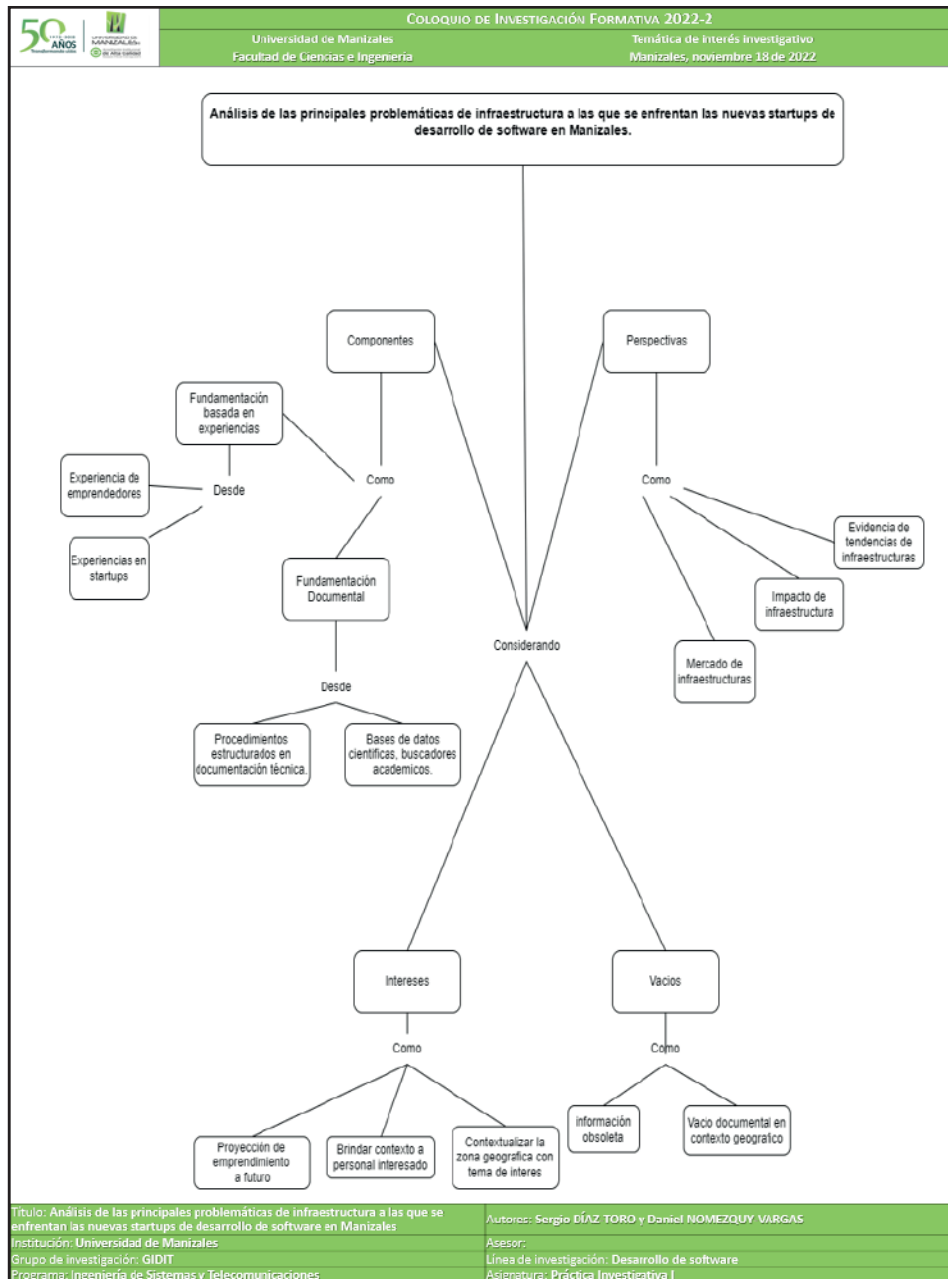 50 AÑOS
UNIVERSIDAD DE
MANIZALES
COLOQUIO DE INVESTIGACIÓN FORMATIVA 2022-2
Universidad de Manizales
Facultad de Ciencias e Ingeniería
Temática de interés investigativo
Manizales, noviembre 18 de 2022
Análisis de las principales problemáticas de infraestructura a las que se enfrentan las nuevas startups de
desarrollo de software en Manizales.
Componentes
Perspectivas
Fundamentación
basada en
experiencias
Experiencia de
emprendedores
Desde
Como
Como
Experiencias en
startups
Evidencia de
tendencias de
infraestructuras
Fundamentación
Documental
Impacto de
infraestructura
Considerando
Mercado de
infraestructuras
Desde
Procedimientos
estructurados en
documentación técnica.
Bases de datos
cientificas, buscadores
academicos.
Intereses
Vacios
Como
Como
Proyección de
emprendimiento
a futuro
Brindar contexto a
personal interesado
Contextualizar la
zona geografica con
tema de interes
información
obsoleta
Vacio documental en
contexto geografico
Título: Análisis de las principales problemáticas de infraestructura a las que se
enfrentan las nuevas startups de desarrollo de software en Manizales
Autores: Sergio DÍAZ TORO y Daniel NOMEZQUY VARGAS
Institución: Universidad de Manizales
Asesor:
Grupo de investigación: GIDIT
Línea de investigación: Desarrollo de software
Programa: Ingeniería de Sistemas y Telecomunicaciones
Asignatura: Práctica Investigativa I